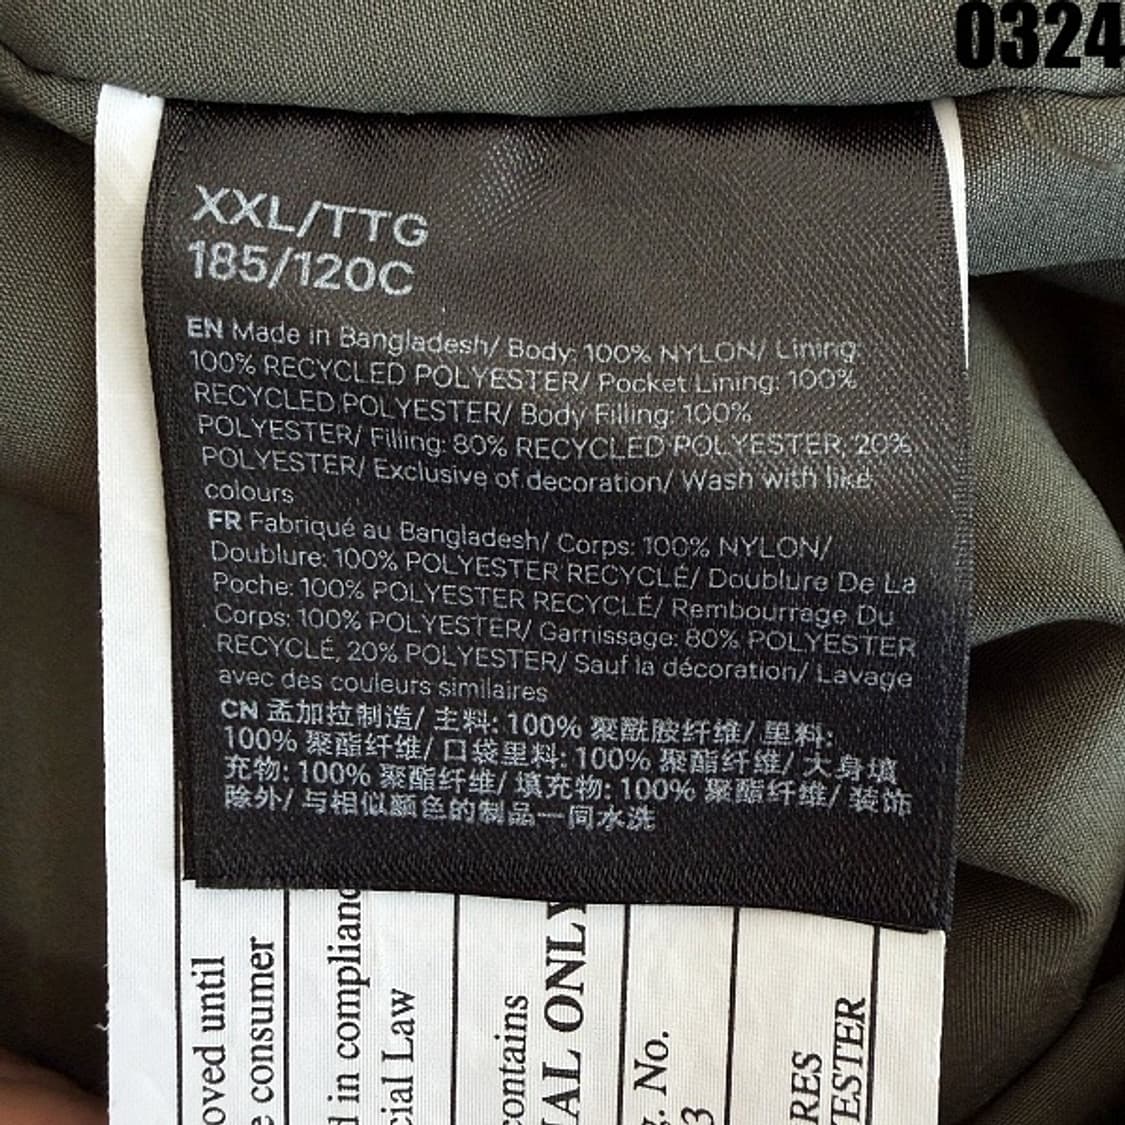 0324
XXL/TTG
185/120C
EN Made in Bangladesh/ Body: 100% NYLON/ Lining:
100% RECYCLED POLYESTER/ Pocket Lining: 100%
RECYCLED POLYESTER/ Body Filling: 100%
POLYESTER/ Filling: 80% RECYCLED POLYESTER, 20%
POLYESTER/ Exclusive of decoration/ Wash with like
colours
FR Fabriqué au Bangladesh/ Corps: 100% NYLON/
Doublure: 100% POLYESTER RECYCLÉ/ Doublure De La
Poche: 100% POLYESTER RECYCLÉ/ Rembourrage Du
Corps: 100% POLYESTER/ Garnissage: 80% POLYESTER
RECYCLÉ, 20% POLYESTER/ Sauf la décoration/ Lavage
avec des couleurs similaires
CN 孟加拉制造/ 主料: 100% 聚酰胺纤维/ 里料:
100% 聚酯纤维/ 口袋里料: 100% 聚酯纤维/ 大身填
充物: 100% 聚酯纤维/ 填充物: 100% 聚酯纤维/ 装饰
除外/ 与相似颜色的制品一同水洗
oved until
e consumer
d in complianc
cial Law
contains
IAL ONLY
g. No.
3
RES
ESTER